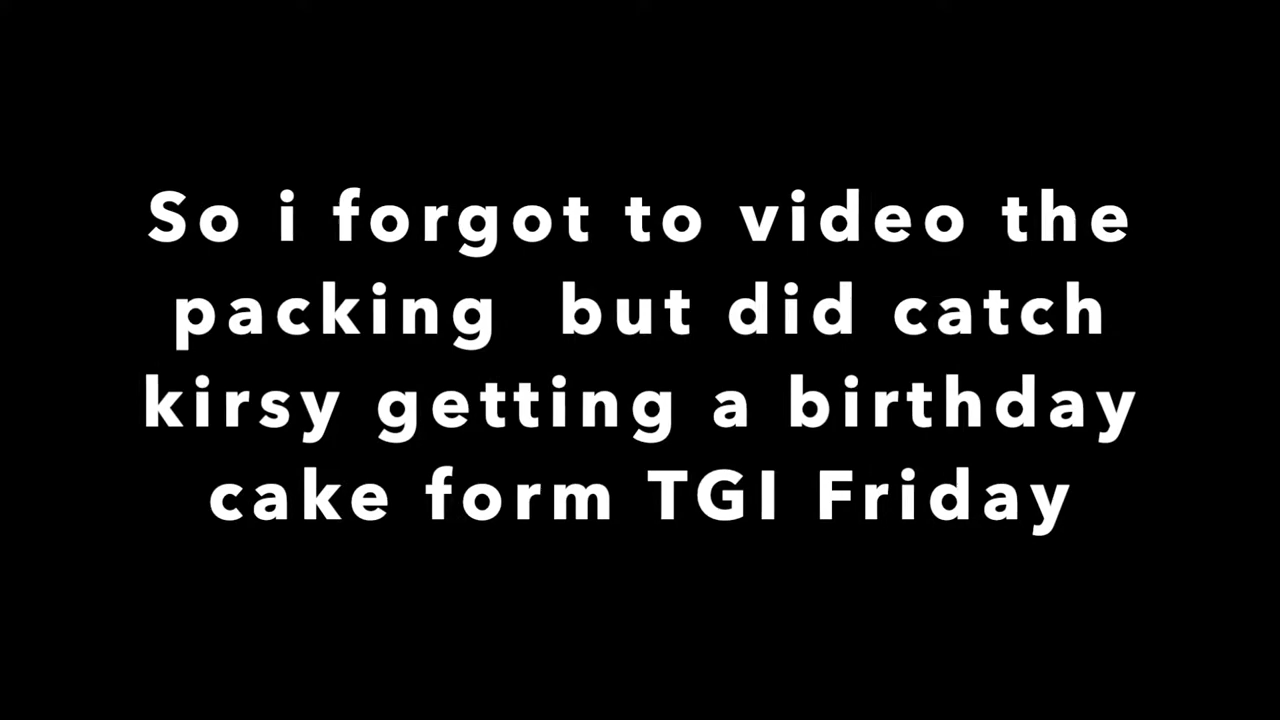 So i forgot to video the
packing  but did catch
kirsy getting a birthday
cake form TGI Friday